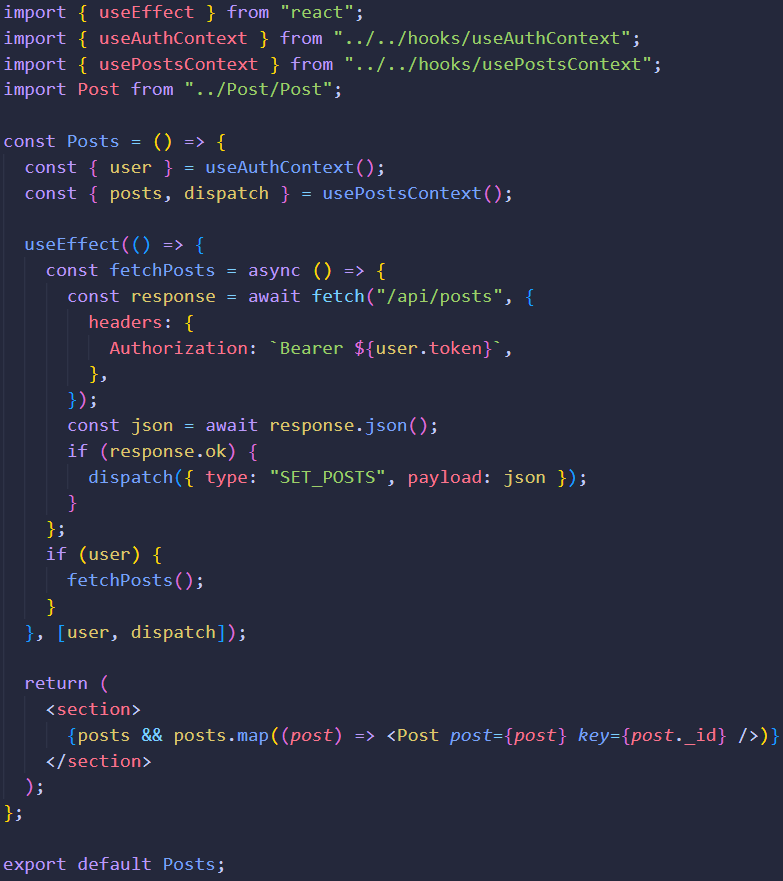 import { useEffect } from "react";
import { useAuthContext } from "../../hooks/useAuthContext";
import { usePostsContext } from "../../hooks/usePostsContext";
import Post from "../Post/Post";

const Posts = () => {
  const { user } = useAuthContext();
  const { posts, dispatch } = usePostsContext();

  useEffect(() => {
    const fetchPosts = async () => {
      const response = await fetch("/api/posts", {
        headers: {
          Authorization: `Bearer ${user.token}`,
        },
      });
      const json = await response.json();
      if (response.ok) {
        dispatch({ type: "SET_POSTS", payload: json });
      }
    };
    if (user) {
      fetchPosts();
    }
  }, [user, dispatch]);

  return (
    <section>
      {posts && posts.map((post) => <Post post={post} key={post._id} />)}
    </section>
  );
};

export default Posts;